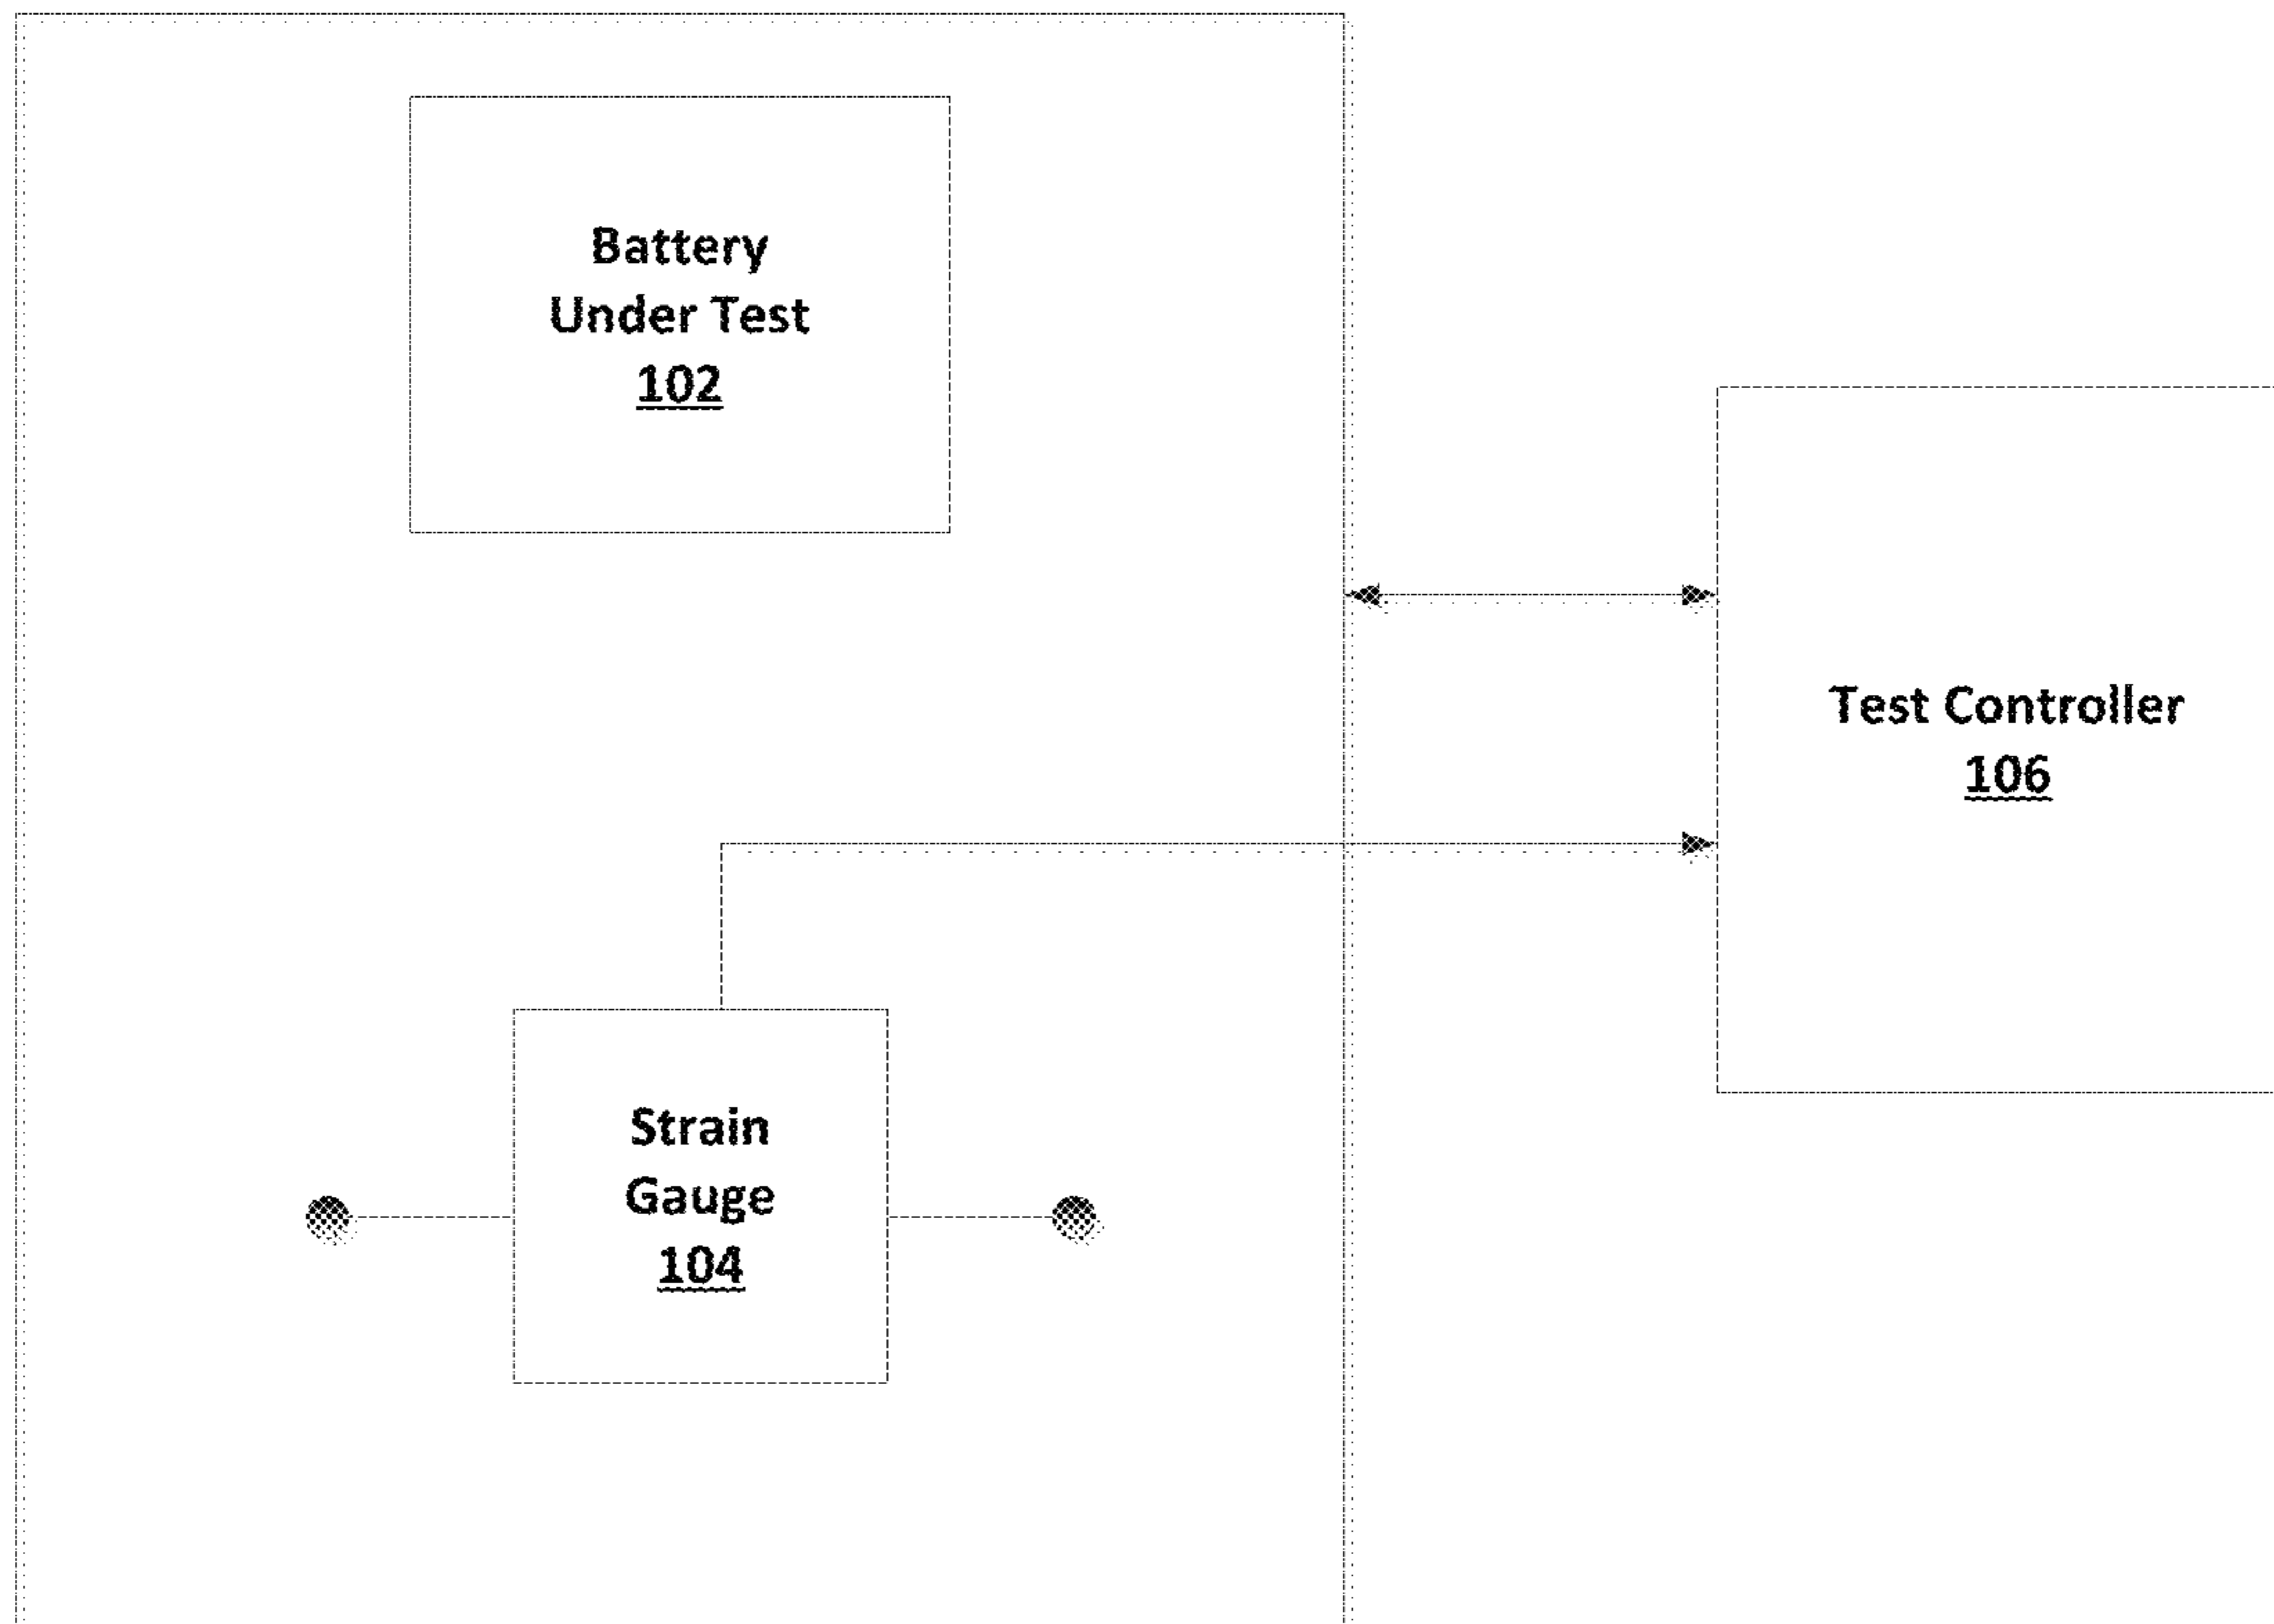 Battery
Under Test
102
Test Controller
106
Strain
Gauge
104